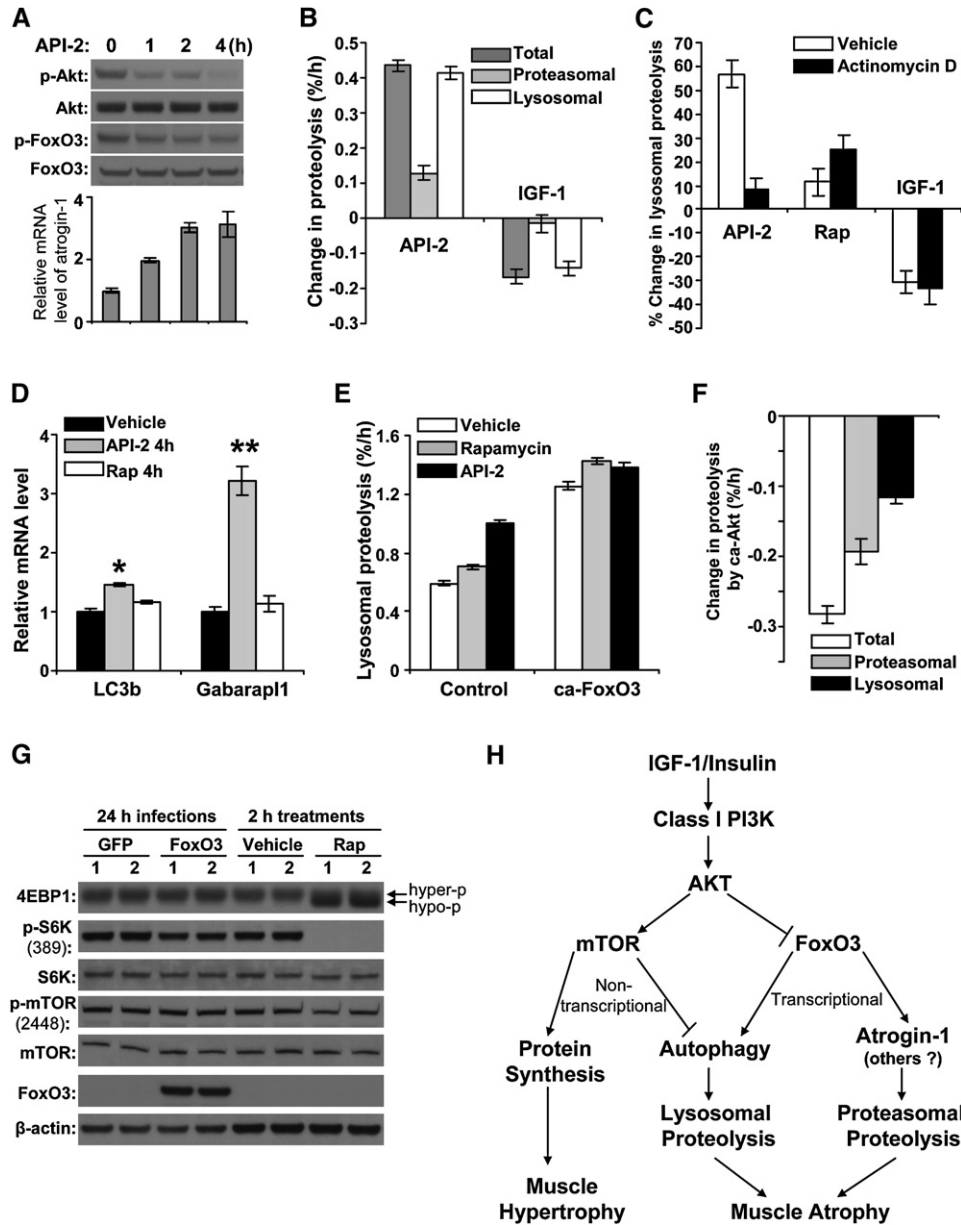 A
API-2: 0 1 2 4 (h)
p-Akt:
Akt:
p-FoxO3:
FoxO3:
Relative mRNA
level of atrogin-1
4
3
2
1
0
B
Change in proteolysis (%/h)
0.5
0.4
0.3
0.2
0.1
0
-0.1
-0.2
-0.3
Total
Proteasomal
Lysosomal
API-2
IGF-1
C
% Change in lysosomal proteolysis
70
60
50
40
30
20
10
0
-10
-20
-30
-40
-50
Vehicle
Actinomycin D
API-2
Rap
IGF-1
D
Relative mRNA level
4
3
2
1
0
Vehicle
API-2 4h
Rap 4h
*
**
LC3b
Gabarapl1
E
Lysosomal proteolysis (%/h)
1.6
1.2
0.8
0.4
0
Vehicle
Rapamycin
API-2
Control
ca-FoxO3
F
Change in proteolysis
by ca-Akt (%/h)
0
-0.1
-0.2
-0.3
Total
Proteasomal
Lysosomal
G
24 h infections 2 h treatments
GFP FoxO3 Vehicle Rap
1 2 1 2 1 2 1 2
4EBP1:
hyper-p
hypo-p
p-S6K
(389):
S6K:
p-mTOR
(2448):
mTOR:
FoxO3:
β-actin:
H
IGF-1/Insulin
Class I PI3K
AKT
mTOR
FoxO3
Non-
transcriptional
Transcriptional
Protein
Synthesis
Autophagy
Atrogin-1
(others ?)
Lysosomal
Proteolysis
Proteasomal
Proteolysis
Muscle
Hypertrophy
Muscle Atrophy